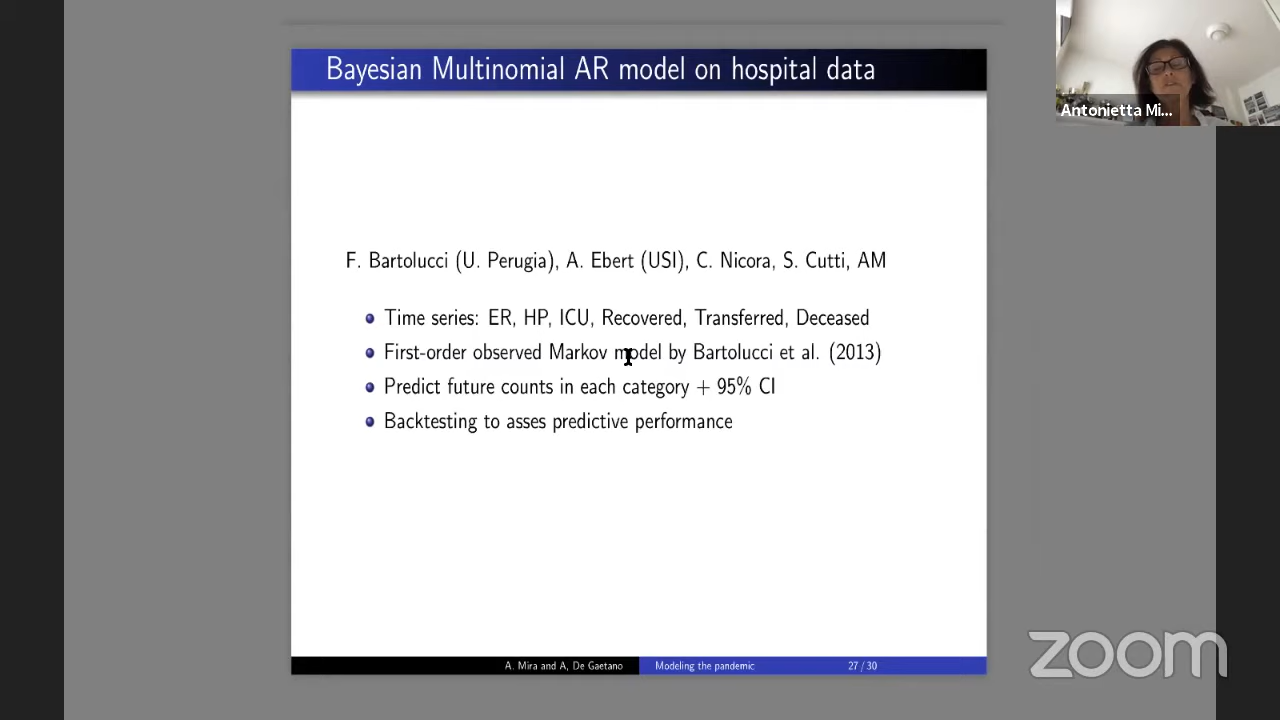 Bayesian Multinomial AR model on hospital data
F. Bartolucci (U. Perugia), A. Ebert (USI), C. Nicora, S. Cutti, AM
Time series: ER, HP, ICU, Recovered, Transferred, Deceased
First-order observed Markov model by Bartolucci et al. (2013)
Predict future counts in each category + 95% CI
Backtesting to asses predictive performance
A. Mira and A, De Gaetano
Modeling the pandemic
27 / 30
Antonietta Mi...
zoom